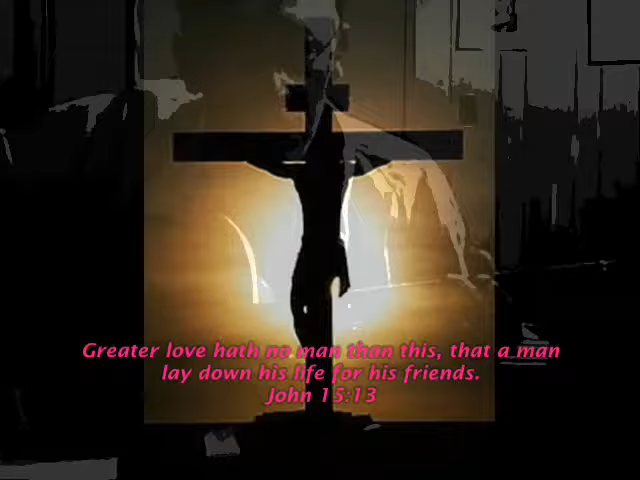 Greater love hath no man than this, that a man
lay down his life for his friends.
John 15:13